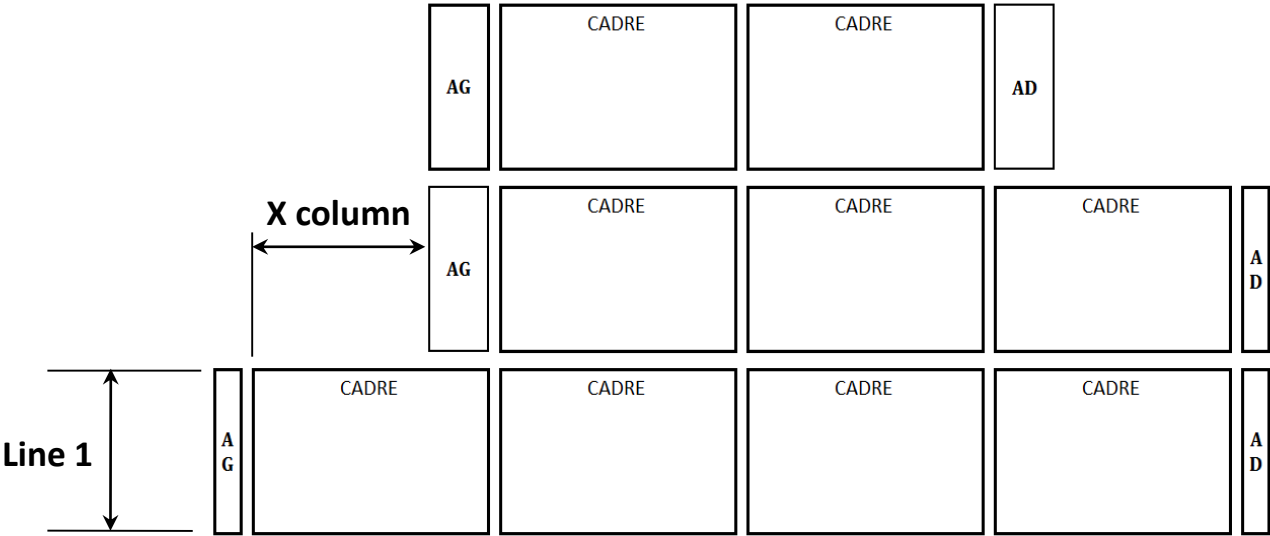 CADRE CADRE
AG AD
X column CADRE CADRE CADRE
AG A
D
CADRE CADRE CADRE CADRE
Line 1 A
G
A
D